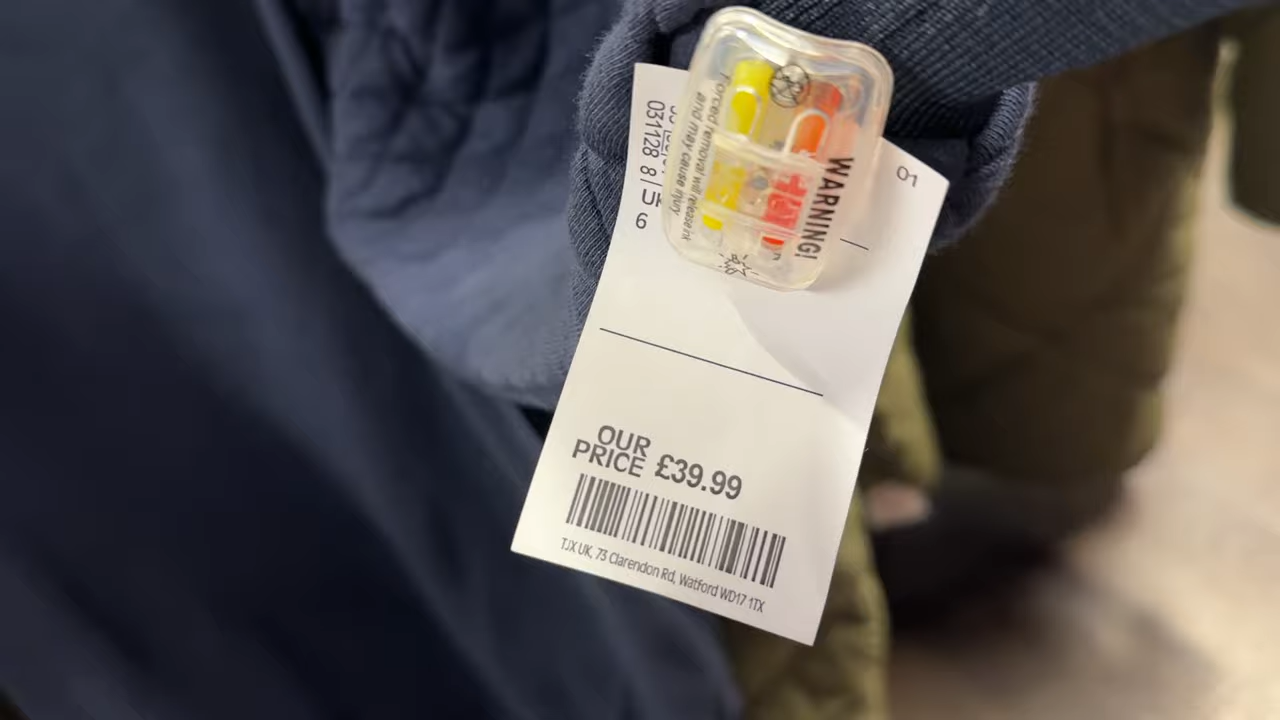 031128 8/
UK
6
01
WARNING!
Forced removal will release ink
and may cause injury
OUR
PRICE £39.99
TJX UK, 73 Clarendon Rd, Watford WD17 1TX